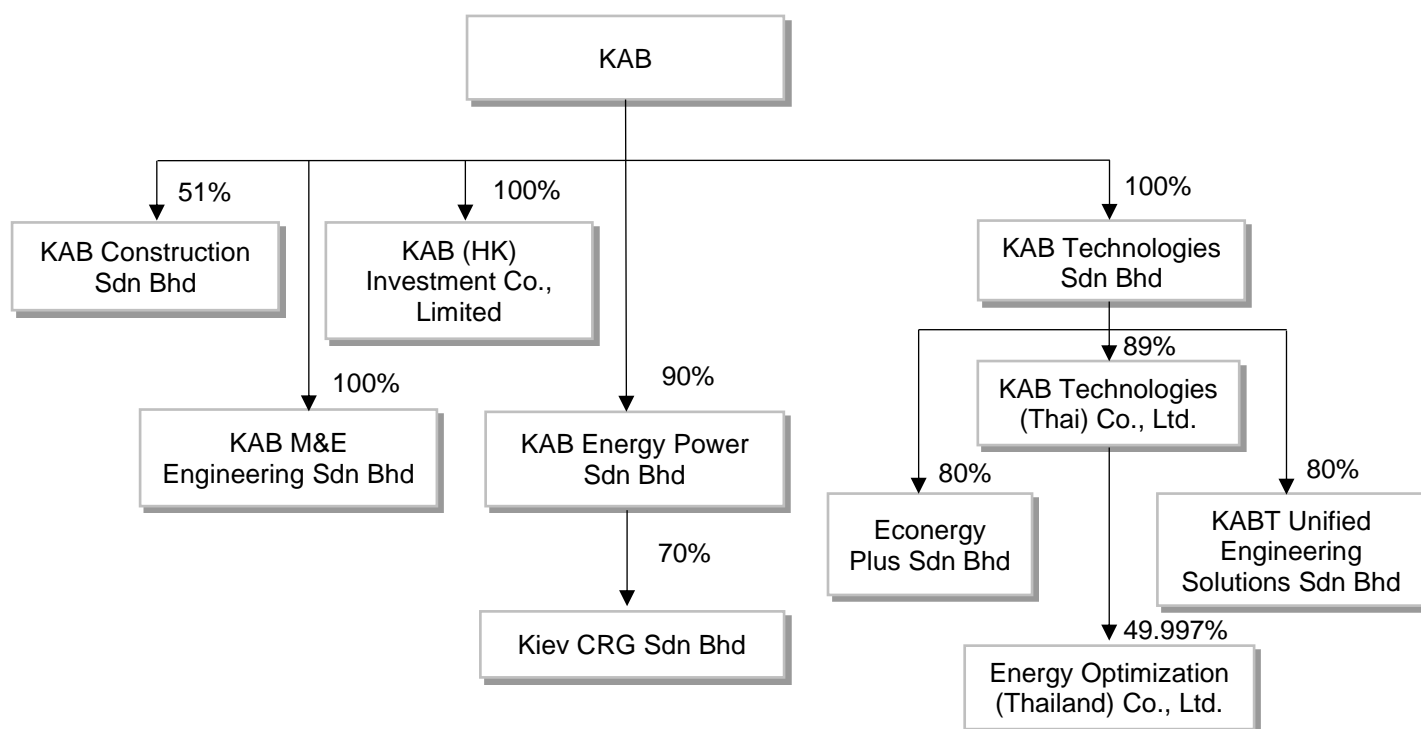 KAB
51%
100%
100%
KAB Construction
Sdn Bhd
KAB (HK)
Investment Co.,
Limited
KAB Technologies
Sdn Bhd
100%
90%
89%
KAB M&E
Engineering Sdn Bhd
KAB Energy Power
Sdn Bhd
KAB Technologies
(Thai) Co., Ltd.
80%
80%
Econergy
Plus Sdn Bhd
KABT Unified
Engineering
Solutions Sdn Bhd
70%
49.997%
Kiev CRG Sdn Bhd
Energy Optimization
(Thailand) Co., Ltd.